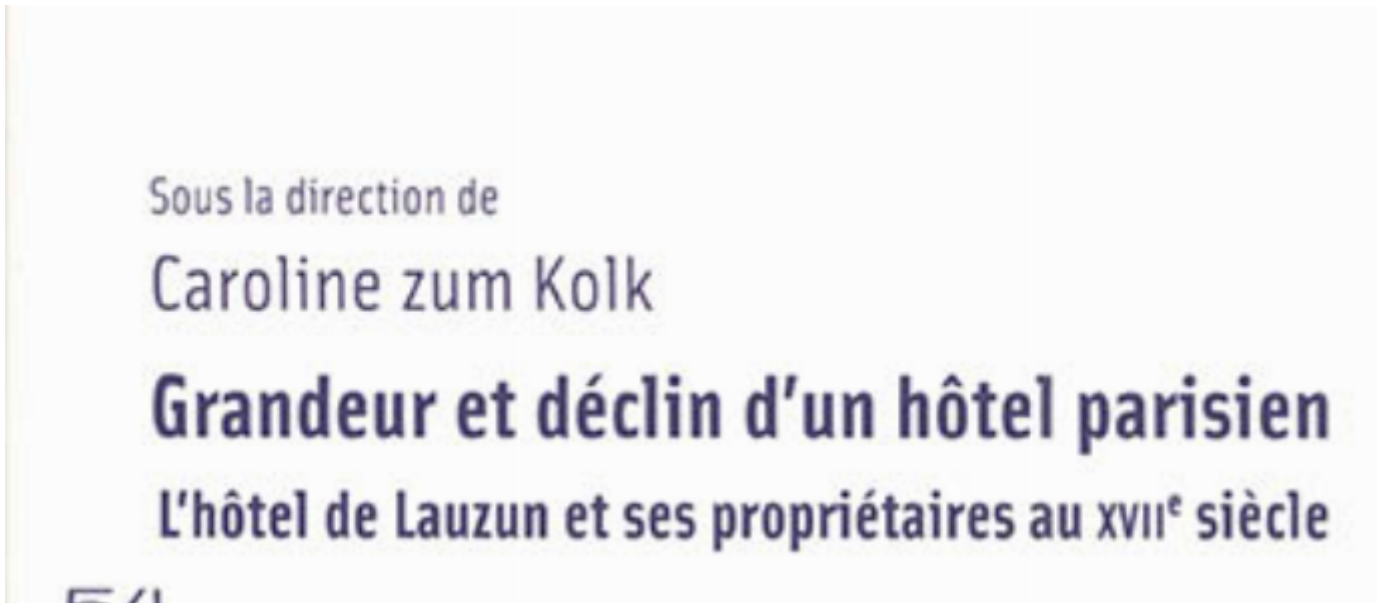 Sous la direction de
Caroline zum Kolk
Grandeur et déclin d’un hôtel parisien
L’hôtel de Lauzun et ses propriétaires au XVIIᵉ siècle